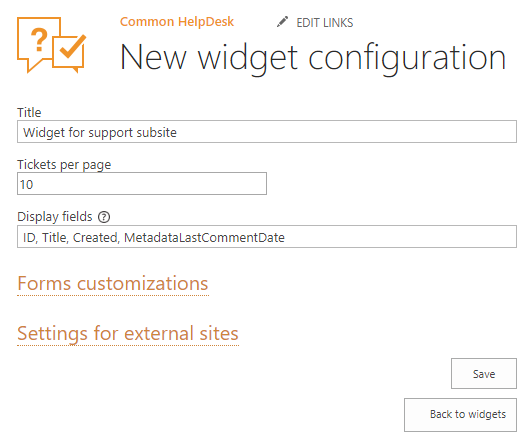 Common HelpDesk EDIT LINKS
New widget configuration
Title
Widget for support subsite
Tickets per page
10
Display fields ?
ID, Title, Created, MetadataLastCommentDate
Forms customizations
Settings for external sites
Save
Back to widgets